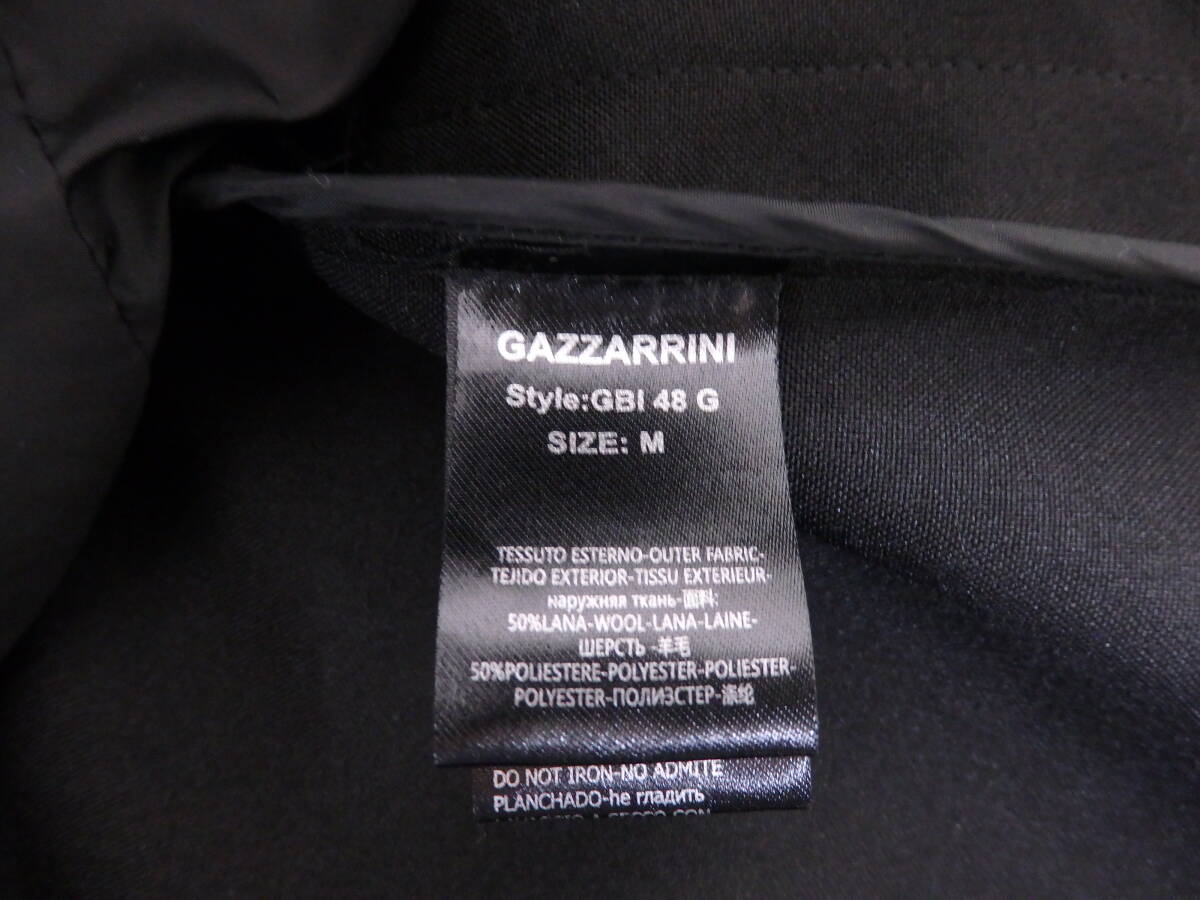 GAZZARRINI
Style:GBI 48 G
SIZE: M
TESSUTO ESTERNO-OUTER FABRIC-
TEJIDO EXTERIOR-TISSU EXTERIEUR-
наружняя ткань-面料:
50%LANA-WOOL-LANA-LAINE-
ШЕРСТЬ -羊毛
50%POLIESTERE-POLYESTER-POLIESTER-
POLYESTER-ПОЛИЭСТЕР-涤纶
DO NOT IRON-NO ADMITE
PLANCHADO-he гладить